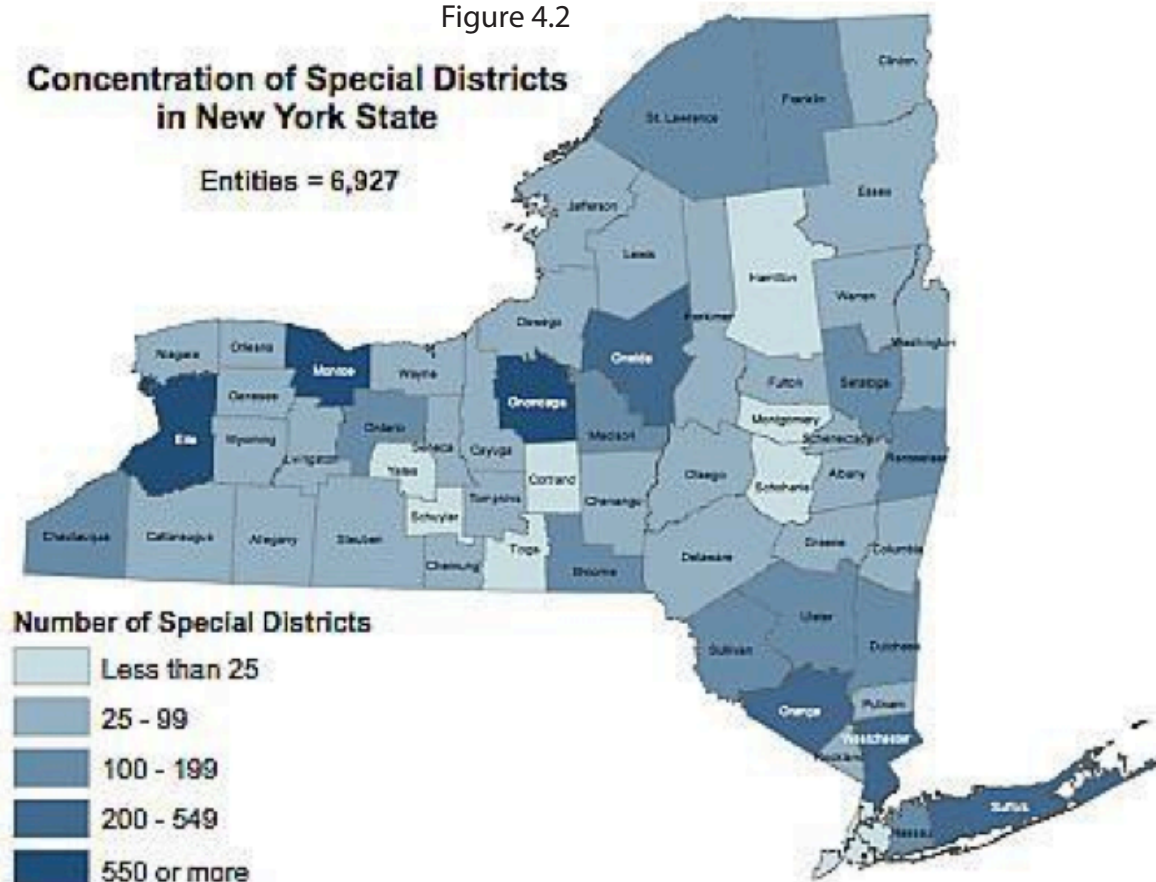 Figure 4.2
Concentration of Special Districts
in New York State
Entities = 6,927
Clinton
Franklin
St. Lawrence
Essex
Jefferson
Lewis
Hamilton
Warren
Herkimer
Oswego
Washington
Oneida
Niagara
Orleans
Monroe
Wayne
Fulton
Saratoga
Genesee
Onondaga
Montgomery
Ontario
Madison
Schenectady
Erie
Wyoming
Seneca
Cayuga
Livingston
Rensselaer
Yates
Cortland
Otsego
Albany
Schoharie
Tompkins
Chenango
Schuyler
Chautauqua
Cattaraugus
Allegany
Steuben
Tioga
Greene
Columbia
Chemung
Broome
Delaware
Ulster
Sullivan
Dutchess
Orange
Putnam
Westchester
Rockland
Suffolk
Nassau
Number of Special Districts
Less than 25
25 - 99
100 - 199
200 - 549
550 or more